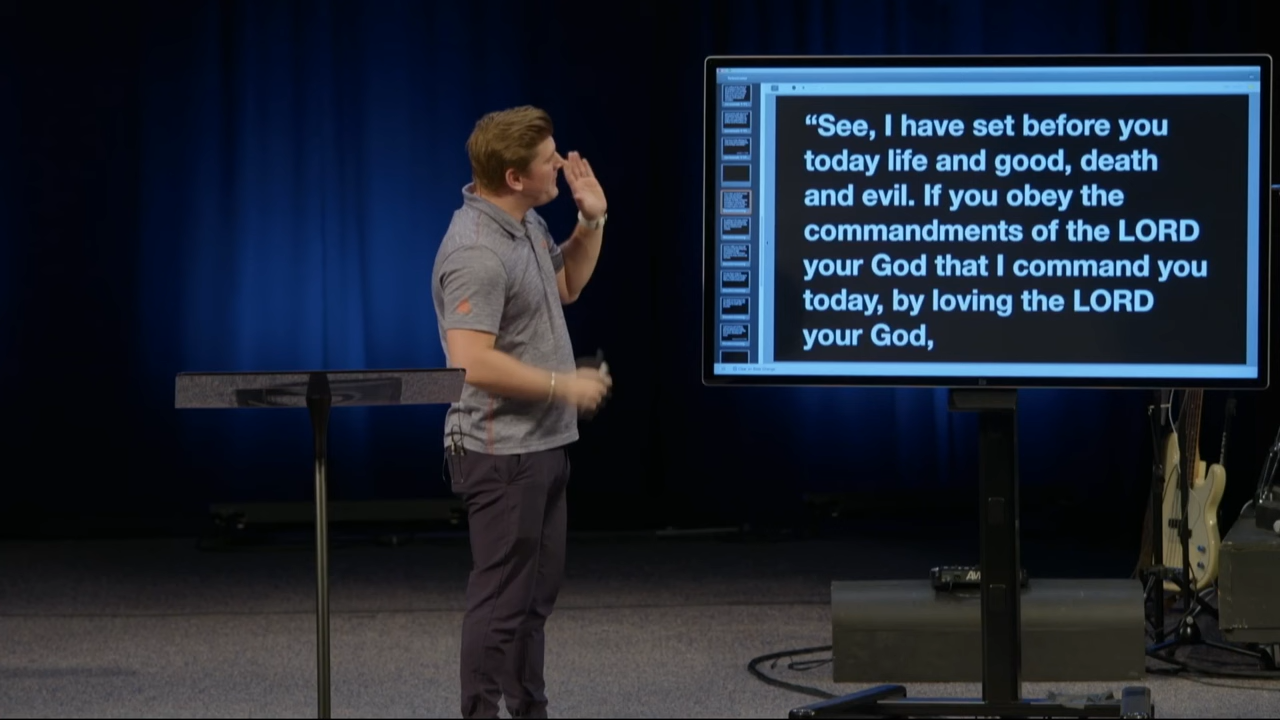 “See, I have set before you
today life and good, death
and evil. If you obey the
commandments of the LORD
your God that I command you
today, by loving the LORD
your God,